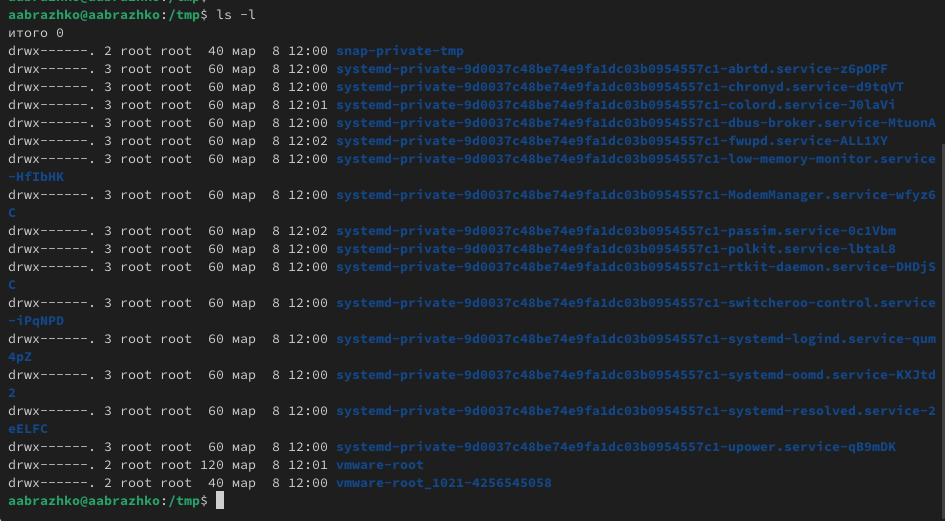 aabrazhko@aabrazhko:/tmp$ ls -l
итого 0
drwx------. 2 root root  40 мар  8 12:00 snap-private-tmp
drwx------. 3 root root  60 мар  8 12:00 systemd-private-9d0037c48be74e9fa1dc03b0954557c1-abrtd.service-z6pOPF
drwx------. 3 root root  60 мар  8 12:00 systemd-private-9d0037c48be74e9fa1dc03b0954557c1-chronyd.service-d9tqVT
drwx------. 3 root root  60 мар  8 12:01 systemd-private-9d0037c48be74e9fa1dc03b0954557c1-colord.service-J0laVi
drwx------. 3 root root  60 мар  8 12:00 systemd-private-9d0037c48be74e9fa1dc03b0954557c1-dbus-broker.service-MtuonA
drwx------. 3 root root  60 мар  8 12:02 systemd-private-9d0037c48be74e9fa1dc03b0954557c1-fwupd.service-ALL1XY
drwx------. 3 root root  60 мар  8 12:00 systemd-private-9d0037c48be74e9fa1dc03b0954557c1-low-memory-monitor.service
-HfIbHK
drwx------. 3 root root  60 мар  8 12:00 systemd-private-9d0037c48be74e9fa1dc03b0954557c1-ModemManager.service-wfyz6
C
drwx------. 3 root root  60 мар  8 12:02 systemd-private-9d0037c48be74e9fa1dc03b0954557c1-passim.service-0c1Vbm
drwx------. 3 root root  60 мар  8 12:00 systemd-private-9d0037c48be74e9fa1dc03b0954557c1-polkit.service-lbtaL8
drwx------. 3 root root  60 мар  8 12:00 systemd-private-9d0037c48be74e9fa1dc03b0954557c1-rtkit-daemon.service-DHDjS
C
drwx------. 3 root root  60 мар  8 12:00 systemd-private-9d0037c48be74e9fa1dc03b0954557c1-switcheroo-control.service
-iPqNPD
drwx------. 3 root root  60 мар  8 12:00 systemd-private-9d0037c48be74e9fa1dc03b0954557c1-systemd-logind.service-qum
4pZ
drwx------. 3 root root  60 мар  8 12:00 systemd-private-9d0037c48be74e9fa1dc03b0954557c1-systemd-oomd.service-KXJtd
2
drwx------. 3 root root  60 мар  8 12:00 systemd-private-9d0037c48be74e9fa1dc03b0954557c1-systemd-resolved.service-2
eELFC
drwx------. 3 root root  60 мар  8 12:00 systemd-private-9d0037c48be74e9fa1dc03b0954557c1-upower.service-qB9mDK
drwx------. 2 root root 120 мар  8 12:01 vmware-root
drwx------. 2 root root  40 мар  8 12:00 vmware-root_1021-4256545058
aabrazhko@aabrazhko:/tmp$